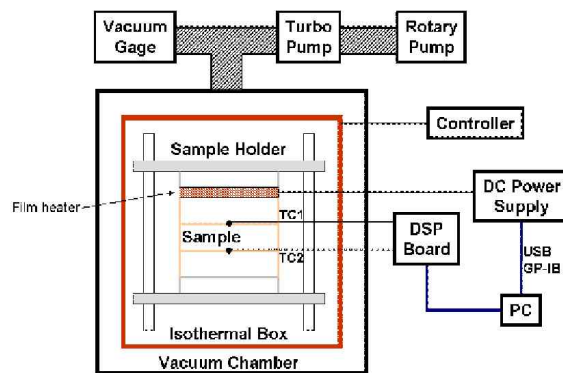 Vacuum
Gage
Turbo
Pump
Rotary
Pump
Controller
Sample Holder
Film heater
DC Power
Supply
TC1
Sample
DSP
Board
TC2
USB
GP-IB
PC
Isothermal Box
Vacuum Chamber